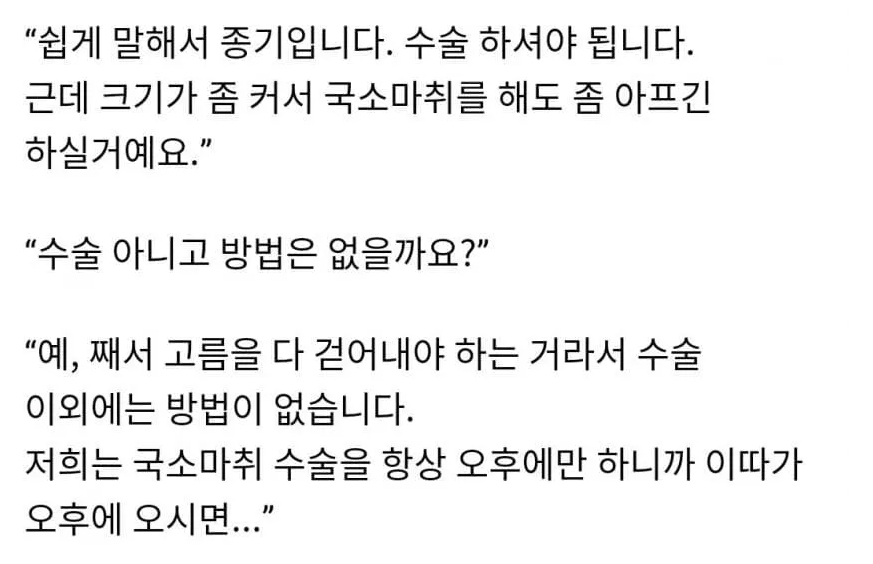 “쉽게 말해서 종기입니다. 수술 하셔야 됩니다.
근데 크기가 좀 커서 국소마취를 해도 좀 아프긴
하실거예요.”
“수술 아니고 방법은 없을까요?”
“예, 째서 고름을 다 걷어내야 하는 거라서 수술
이외에는 방법이 없습니다.
저희는 국소마취 수술을 항상 오후에만 하니까 이따가
오후에 오시면...”